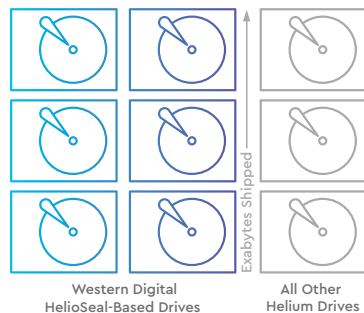 Exabytes Shipped
Western Digital
HelioSeal-Based Drives
All Other
Helium Drives